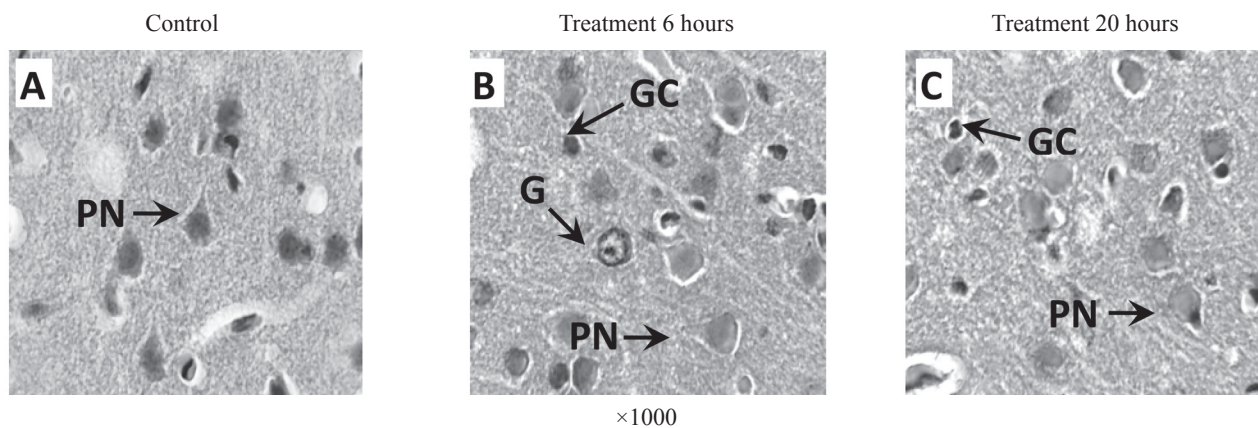 Control
Treatment 6 hours
Treatment 20 hours
A
B
C
GC
GC
G
PN
PN
PN
×1000